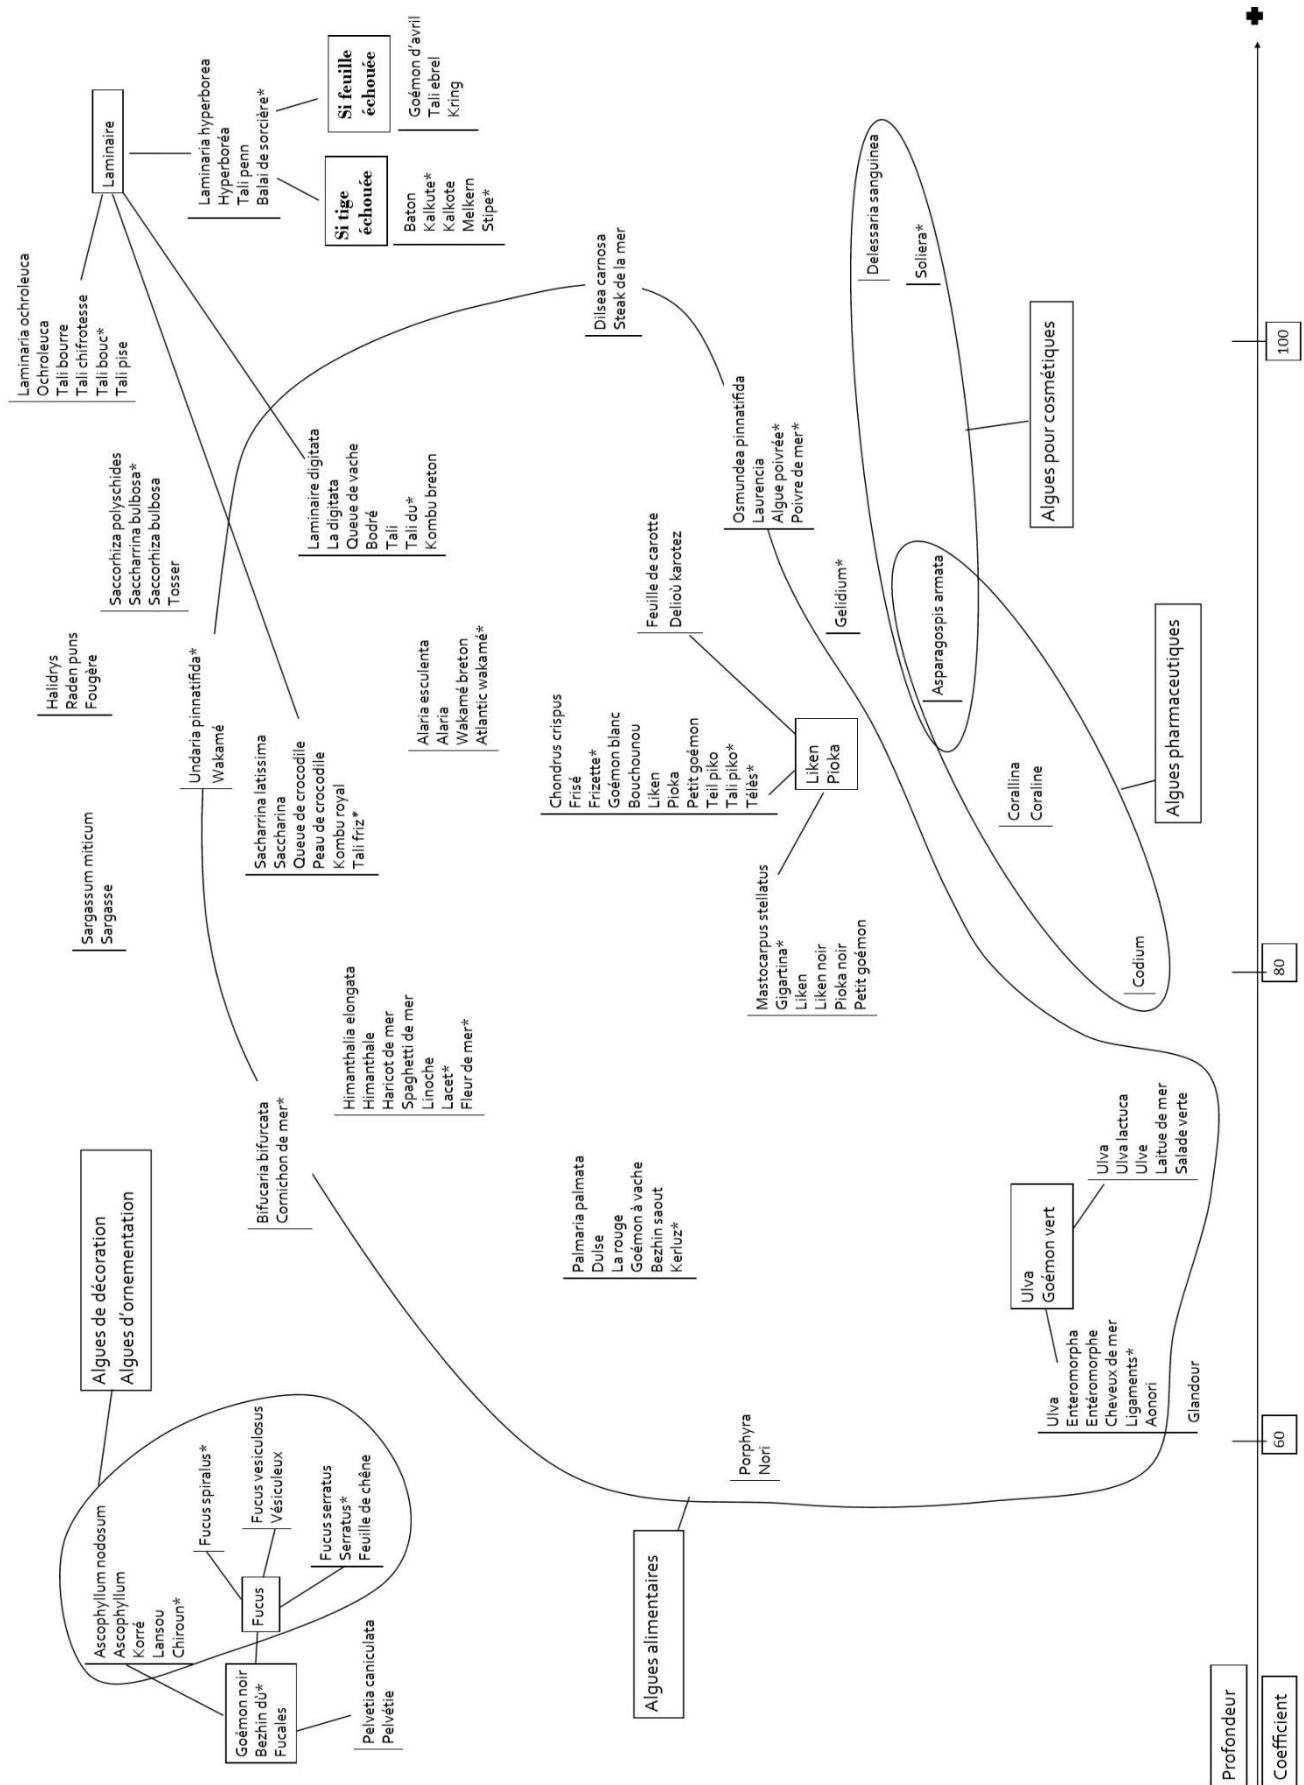 Algues de décoration
Algues d'ornementation
Ascophyllum nodosum
Ascophyllum
Korré
Lansou
Chiroun*
Fucus spiralus*
Fucus vesiculosus
Vésiculeux
Fucus serratus
Serratus*
Feuille de chêne
Fucus
Goémon noir
Bezhin dù*
Fucales
Pelvetia caniculata
Pelvétie
Sargassum miticum
Sargasse
Halidrys
Raden puns
Fougère
Saccorhiza polyschides
Saccharrina bulbosa*
Saccorhiza bulbosa
Tosser
Laminaria ochroleuca
Ochroleuca
Tali bourre
Tali chifrotesse
Tali bouc*
Tali pise
Laminaire
Laminaria hyperborea
Hyperboréa
Tali penn
Balai de sorcière*
Si tige
échouée
Baton
Kalkute*
Kalkote
Melkern
Stipe*
Si feuille
échouée
Goémon d'avril
Tali ebrel
Kring
Bifucaria bifurcata
Cornichon de mer*
Undaria pinnatifida*
Wakamé
Sacharrina latissima
Saccharina
Queue de crocodile
Peau de crocodile
Kombu royal
Tali friz*
Laminaire digitata
La digitata
Queue de vache
Bodré
Tali
Tali du*
Kombu breton
Himanthalia elongata
Himanthale
Haricot de mer
Spaghetti de mer
Linoche
Lacet*
Fleur de mer*
Alaria esculenta
Alaria
Wakamé breton
Atlantic wakamé*
Palmaria palmata
Dulse
La rouge
Goémon à vache
Bezhin saout
Kerluz*
Chondrus crispus
Frisé
Frizette*
Goémon blanc
Bouchounou
Liken
Pioka
Petit goémon
Teil piko
Tali piko*
Télès*
Dilsea carnosa
Steak de la mer
Feuille de carotte
Delioù karotez
Algues alimentaires
Porphyra
Nori
Mastocarpus stellatus
Gigartina*
Liken
Liken noir
Pioka noir
Petit goémon
Liken
Pioka
Osmundea pinnatifida
Laurencia
Algue poivrée*
Poivre de mer*
Gelidium*
Delessaria sanguinea
Soliera*
Asparagospis armata
Corallina
Coraline
Codium
Algues pour cosmétiques
Algues pharmaceutiques
Ulva
Goémon vert
Ulva
Enteromorpha
Entéromorphe
Cheveux de mer
Ligaments*
Aonori
Glandour
Ulva
Ulva lactuca
Ulve
Laitue de mer
Salade verte
Profondeur
Coefficient
60
80
100